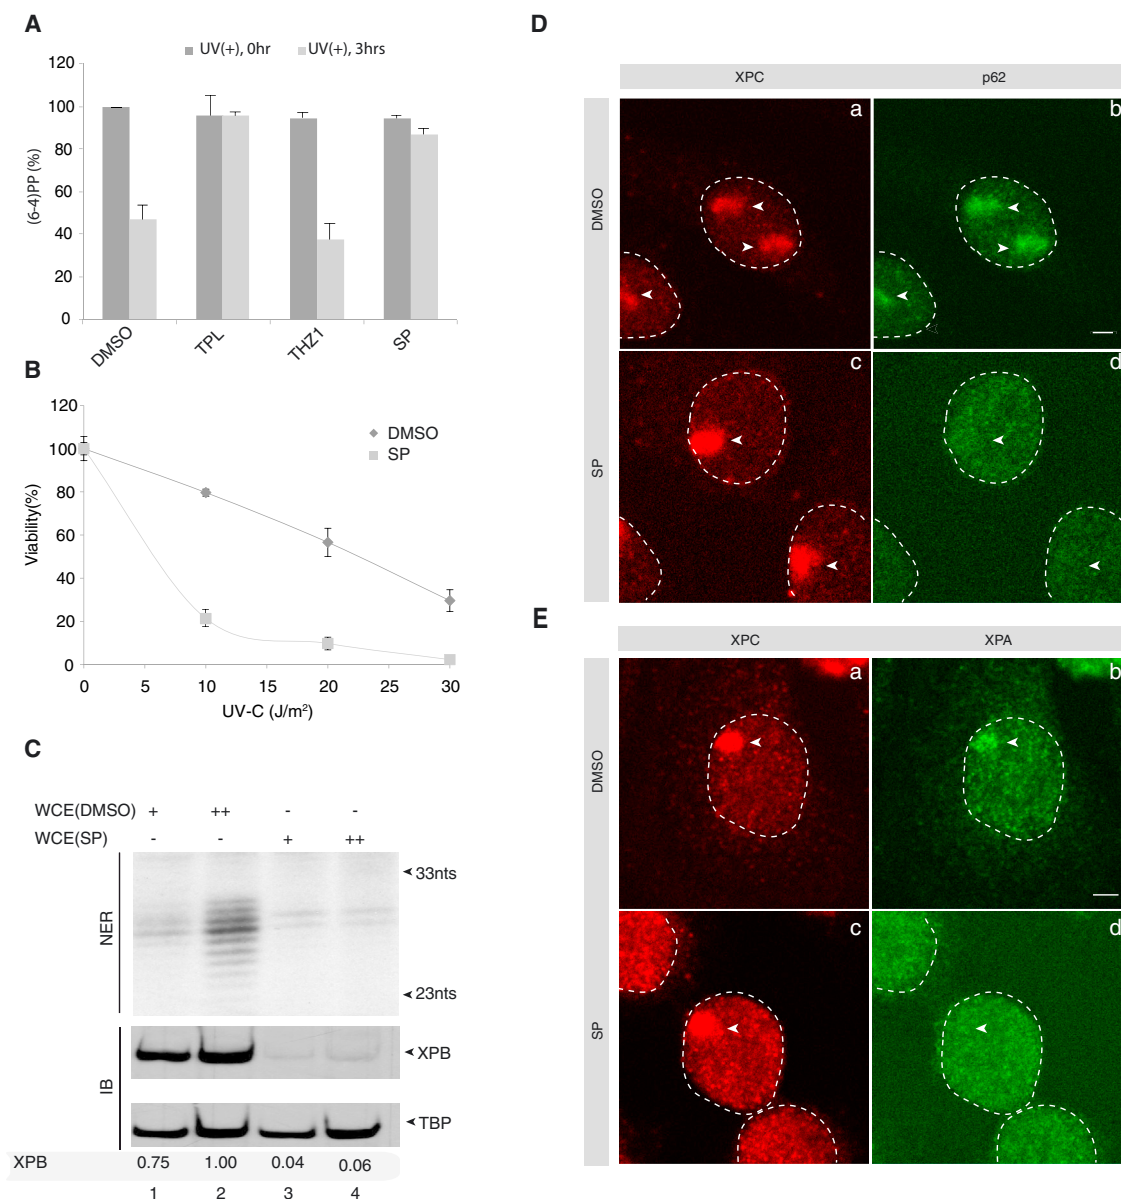 A
UV(+), 0hr
UV(+), 3hrs
(6-4)PP (%)
120
100
80
60
40
20
0
DMSO
TPL
THZ1
SP
B
120
100
80
60
40
20
0
Viability(%)
DMSO
SP
0 5 10 15 20 25 30
UV-C (J/m²)
C
WCE(DMSO) + ++ - -
WCE(SP) - - + ++
NER
33nts
23nts
IB
XPB
TBP
XPB 0.75 1.00 0.04 0.06
1 2 3 4
D
XPC p62
DMSO
a
b
SP
c
d
E
XPC XPA
DMSO
a
b
SP
c
d